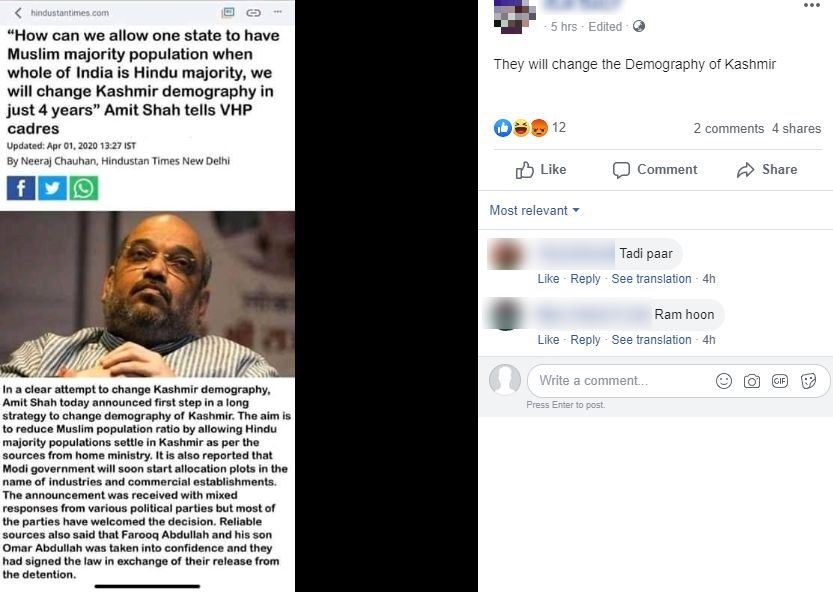 hindustantimes.com
“How can we allow one state to have
Muslim majority population when
whole of India is Hindu majority, we
will change Kashmir demography in
just 4 years” Amit Shah tells VHP
cadres
Updated: Apr 01, 2020 13:27 IST
By Neeraj Chauhan, Hindustan Times New Delhi
In a clear attempt to change Kashmir demography,
Amit Shah today announced first step in a long
strategy to change demography of Kashmir. The aim is
to reduce Muslim population ratio by allowing Hindu
majority populations settle in Kashmir as per the
sources from home ministry. It is also reported that
Modi government will soon start allocation plots in the
name of industries and commercial establishments.
The announcement was received with mixed
responses from various political parties but most of
the parties have welcomed the decision. Reliable
sources also said that Farooq Abdullah and his son
Omar Abdullah was taken into confidence and they
had signed the law in exchange of their release from
the detention.
5 hrs · Edited ·
They will change the Demography of Kashmir
12
2 comments 4 shares
Like Comment Share
Most relevant
Tadi paar
Like · Reply · See translation · 4h
Ram hoon
Like · Reply · See translation · 4h
Write a comment...
GIF
Press Enter to post.